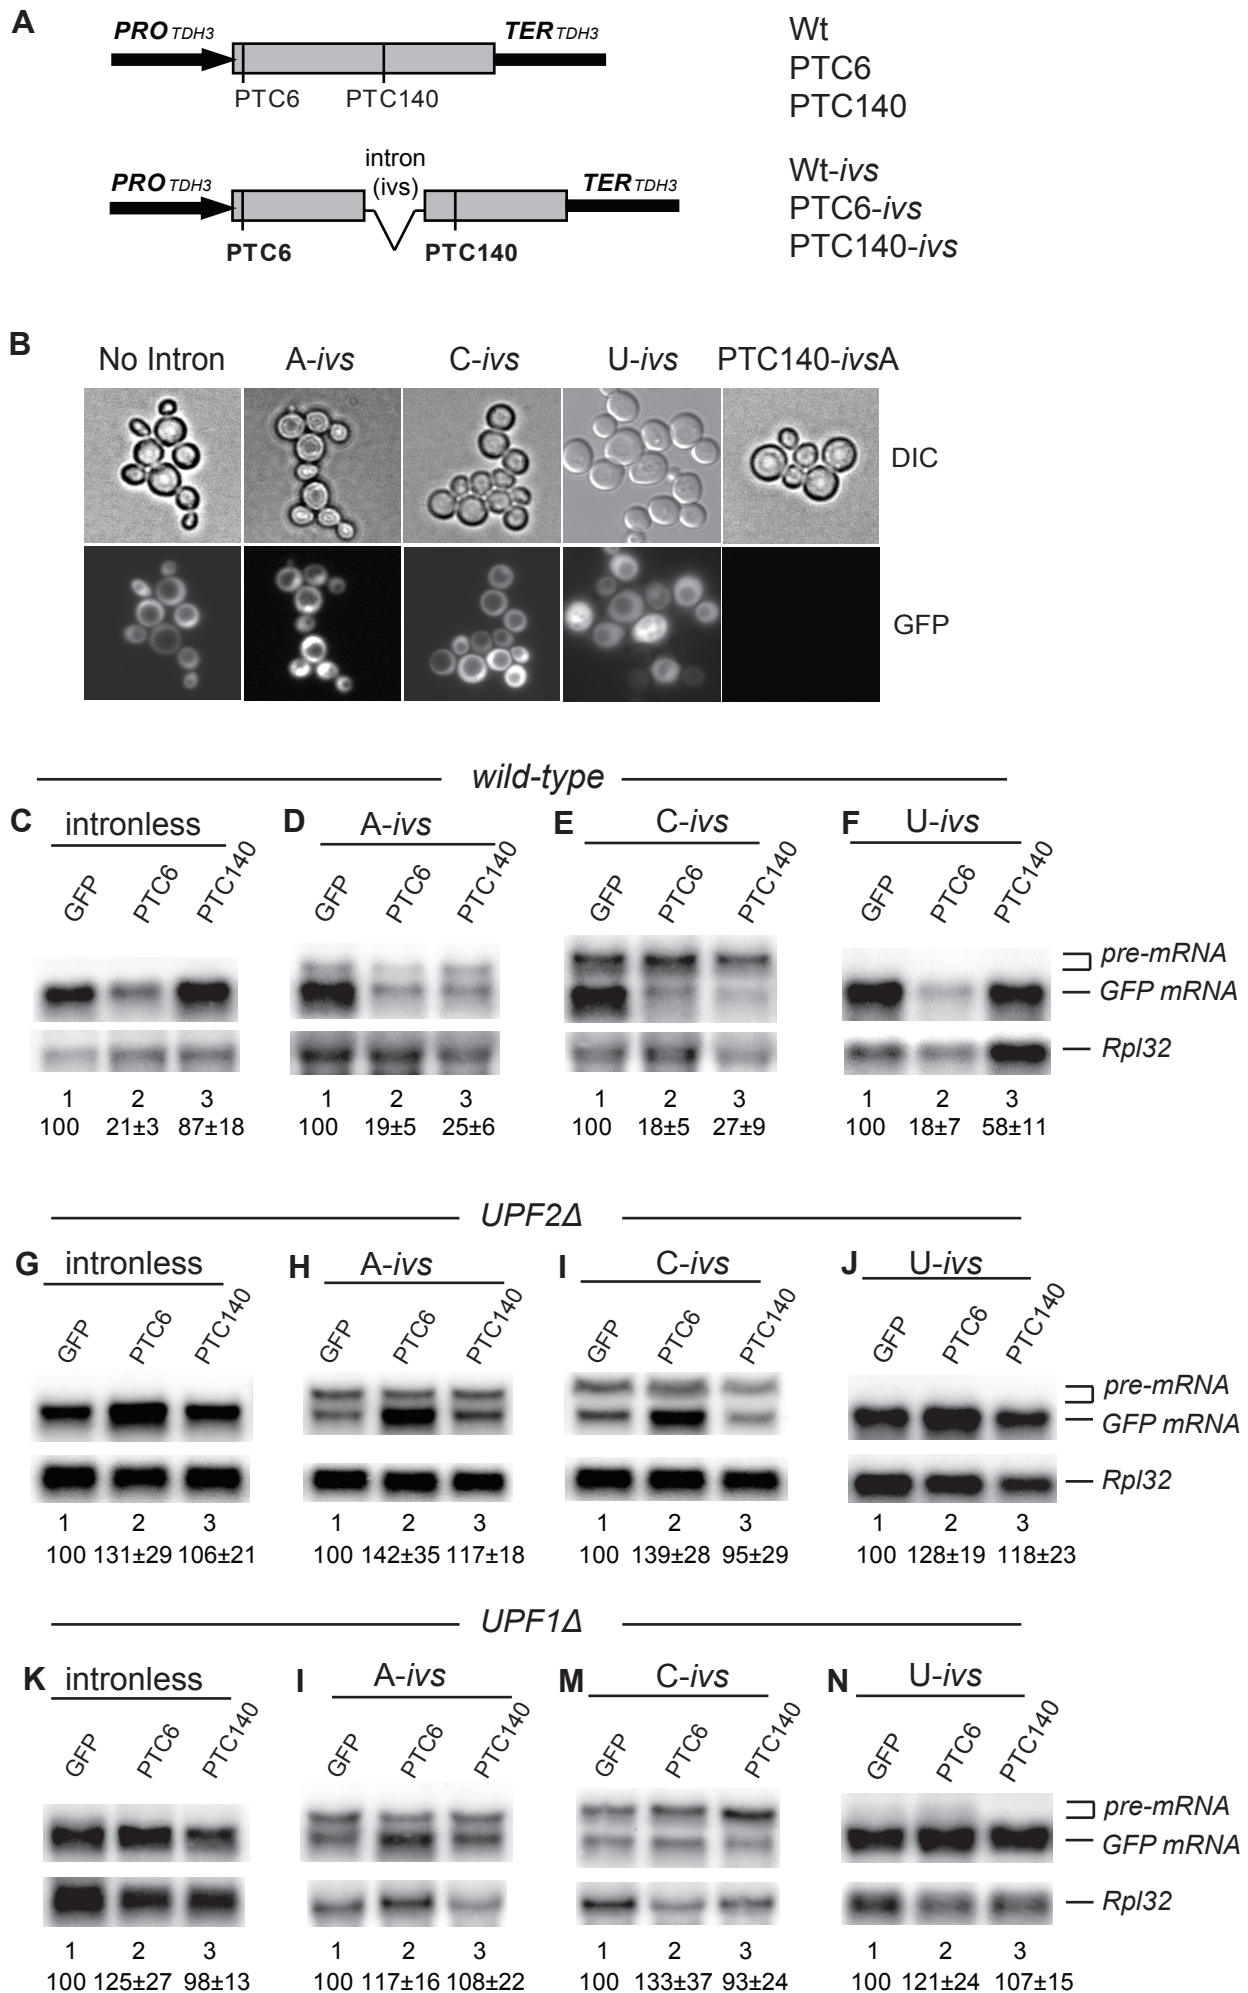 A
PRO TDH3 TER TDH3
PTC6 PTC140
Wt
PTC6
PTC140
intron
(ivs)
PRO TDH3 TER TDH3
PTC6 PTC140
Wt-ivs
PTC6-ivs
PTC140-ivs
B
No Intron A-ivs C-ivs U-ivs PTC140-ivsA
DIC
GFP
wild-type
C intronless D A-ivs E C-ivs F U-ivs
GFP PTC6 PTC140 GFP PTC6 PTC140 GFP PTC6 PTC140 GFP PTC6 PTC140
pre-mRNA
GFP mRNA
Rpl32
1 2 3 1 2 3 1 2 3 1 2 3
100 21±3 87±18 100 19±5 25±6 100 18±5 27±9 100 18±7 58±11
UPF2Δ
G intronless H A-ivs I C-ivs J U-ivs
GFP PTC6 PTC140 GFP PTC6 PTC140 GFP PTC6 PTC140 GFP PTC6 PTC140
pre-mRNA
GFP mRNA
Rpl32
1 2 3 1 2 3 1 2 3 1 2 3
100 131±29 106±21 100 142±35 117±18 100 139±28 95±29 100 128±19 118±23
UPF1Δ
K intronless I A-ivs M C-ivs N U-ivs
GFP PTC6 PTC140 GFP PTC6 PTC140 GFP PTC6 PTC140 GFP PTC6 PTC140
pre-mRNA
GFP mRNA
Rpl32
1 2 3 1 2 3 1 2 3 1 2 3
100 125±27 98±13 100 117±16 108±22 100 133±37 93±24 100 121±24 107±15